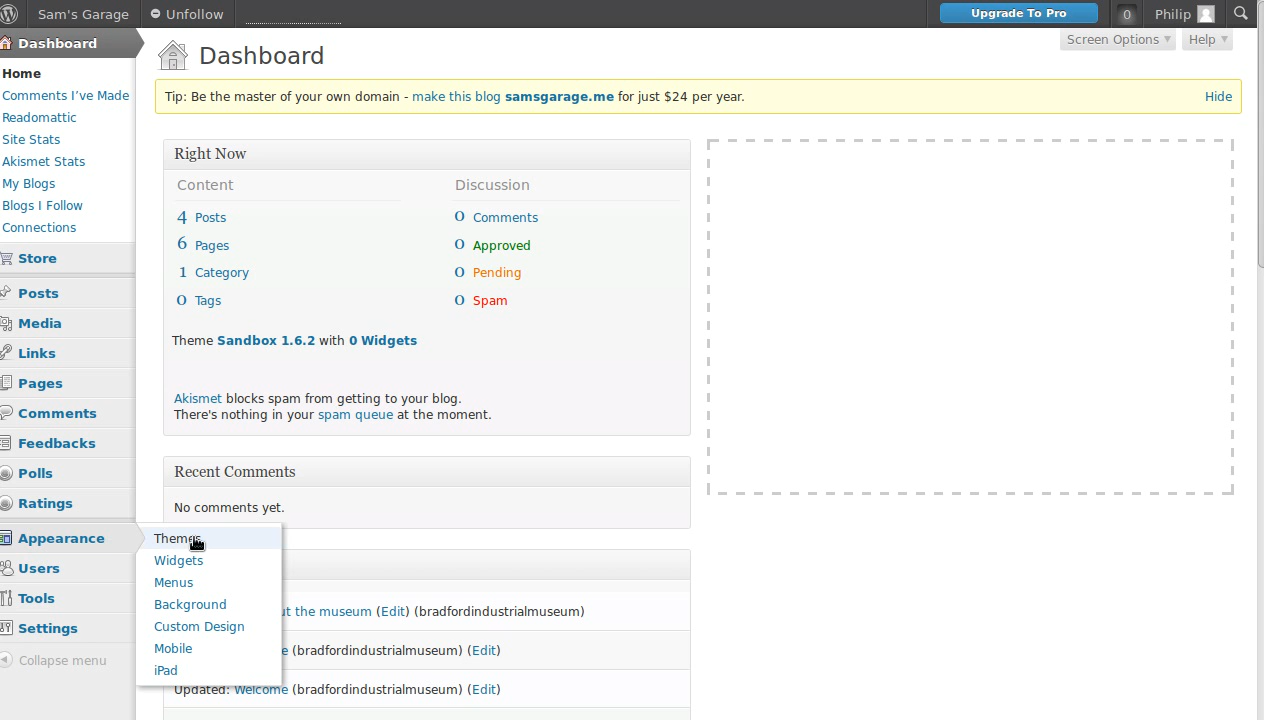 Sam's Garage
Unfollow
Upgrade To Pro
0
Philip
Dashboard
Home
Comments I've Made
Readomattic
Site Stats
Akismet Stats
My Blogs
Blogs I Follow
Connections
Store
Posts
Media
Links
Pages
Comments
Feedbacks
Polls
Ratings
Appearance
Users
Tools
Settings
Collapse menu
Themes
Widgets
Menus
Background
Custom Design
Mobile
iPad
Screen Options
Help
Dashboard
Tip: Be the master of your own domain - make this blog samsgarage.me for just $24 per year.
Hide
Right Now
Content
4 Posts
6 Pages
1 Category
0 Tags
Discussion
0 Comments
0 Approved
0 Pending
0 Spam
Theme Sandbox 1.6.2 with 0 Widgets
Akismet blocks spam from getting to your blog.
There's nothing in your spam queue at the moment.
Recent Comments
No comments yet.
the museum (Edit) (bradfordindustrialmuseum)
(bradfordindustrialmuseum) (Edit)
Updated: Welcome (bradfordindustrialmuseum) (Edit)